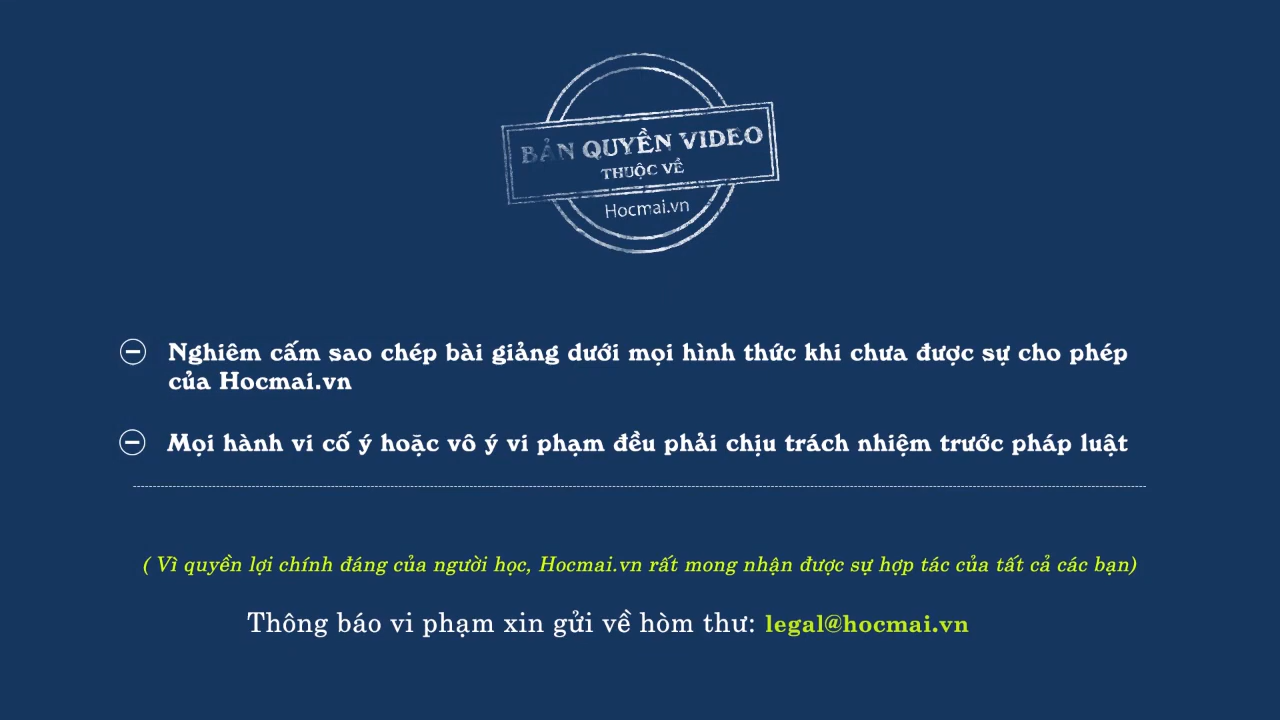 BẢN QUYỀN VIDEO
THUỘC VỀ
Hocmai.vn
Nghiêm cấm sao chép bài giảng dưới mọi hình thức khi chưa được sự cho phép
của Hocmai.vn
Mọi hành vi cố ý hoặc vô ý vi phạm đều phải chịu trách nhiệm trước pháp luật
( Vì quyền lợi chính đáng của người học, Hocmai.vn rất mong nhận được sự hợp tác của tất cả các bạn)
Thông báo vi phạm xin gửi về hòm thư: legal@hocmai.vn